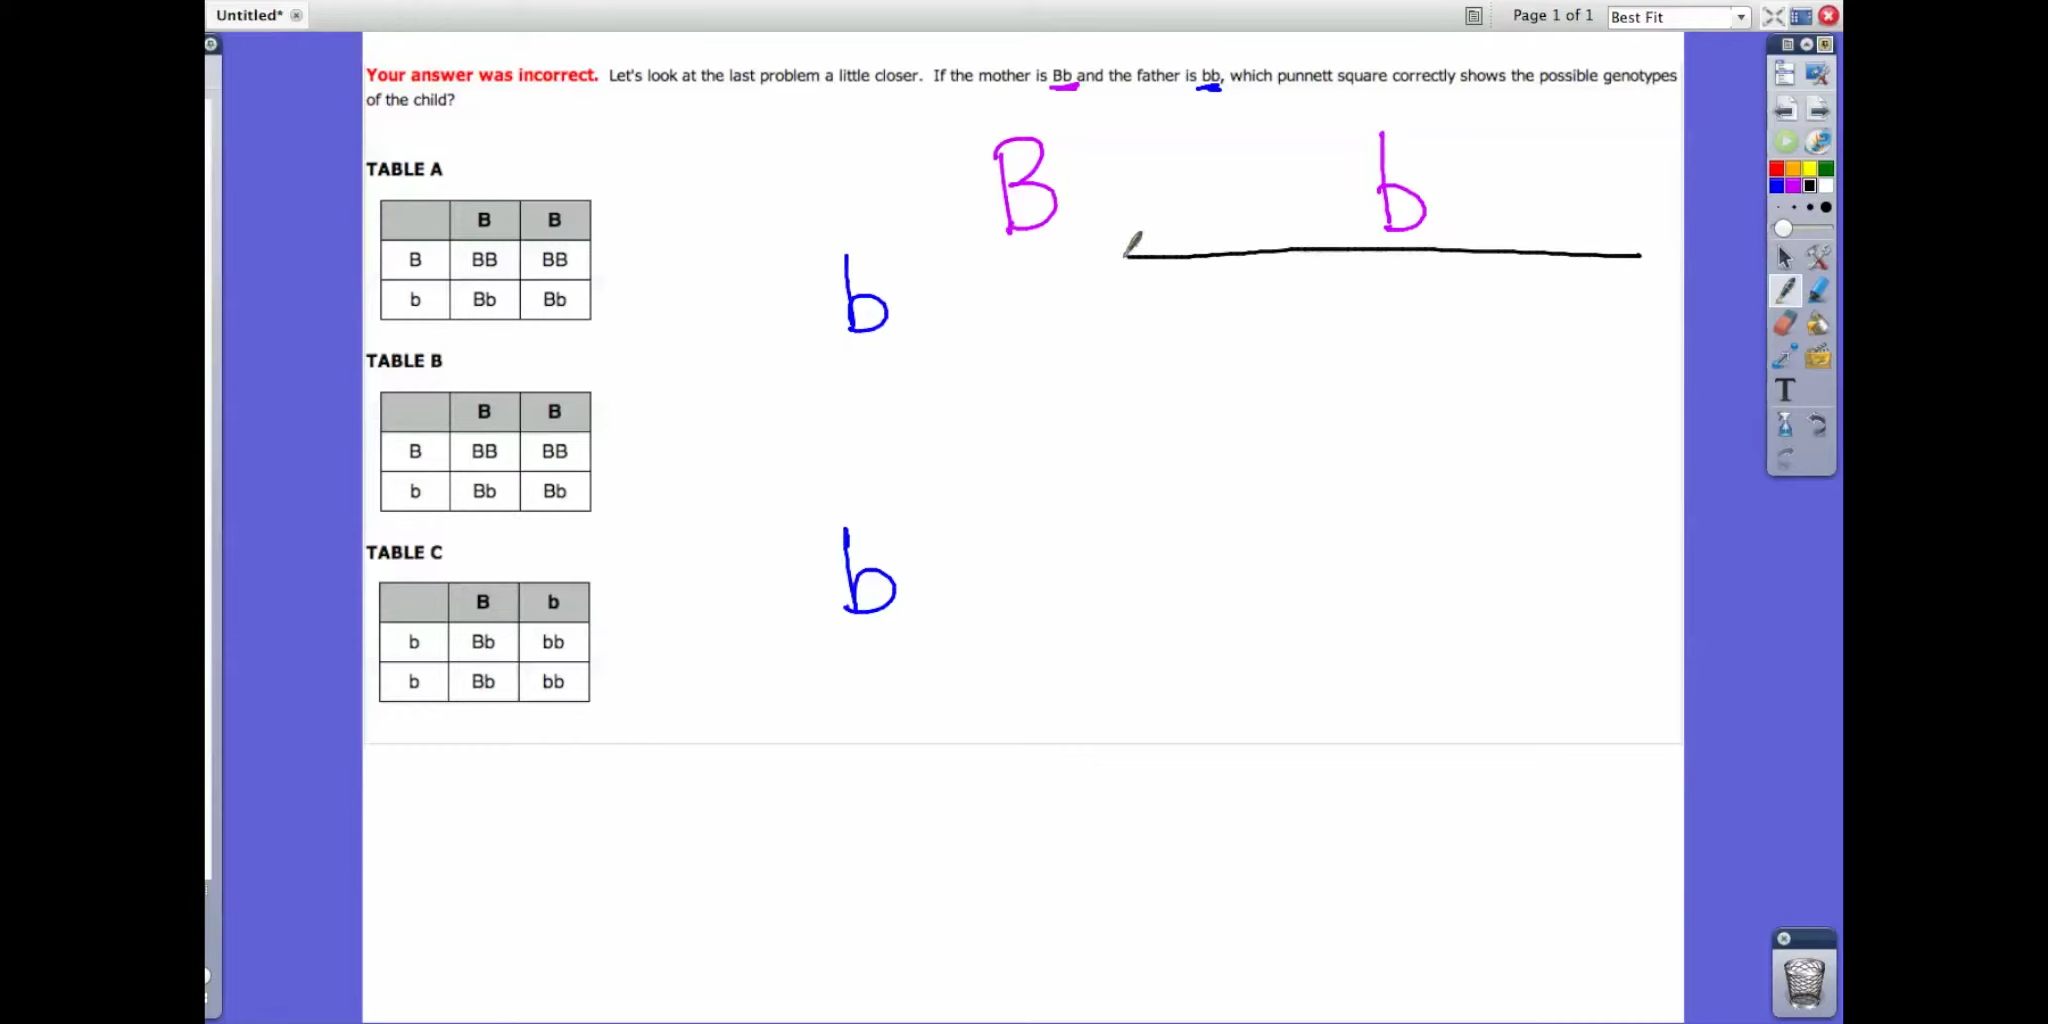 Untitled*
Page 1 of 1
Best Fit
Your answer was incorrect. Let's look at the last problem a little closer. If the mother is Bb and the father is bb, which punnett square correctly shows the possible genotypes
of the child?
B b
TABLE A
B B
B BB BB
b Bb Bb
b
TABLE B
B B
B BB BB
b Bb Bb
TABLE C
B b
b Bb bb
b Bb bb
b
T